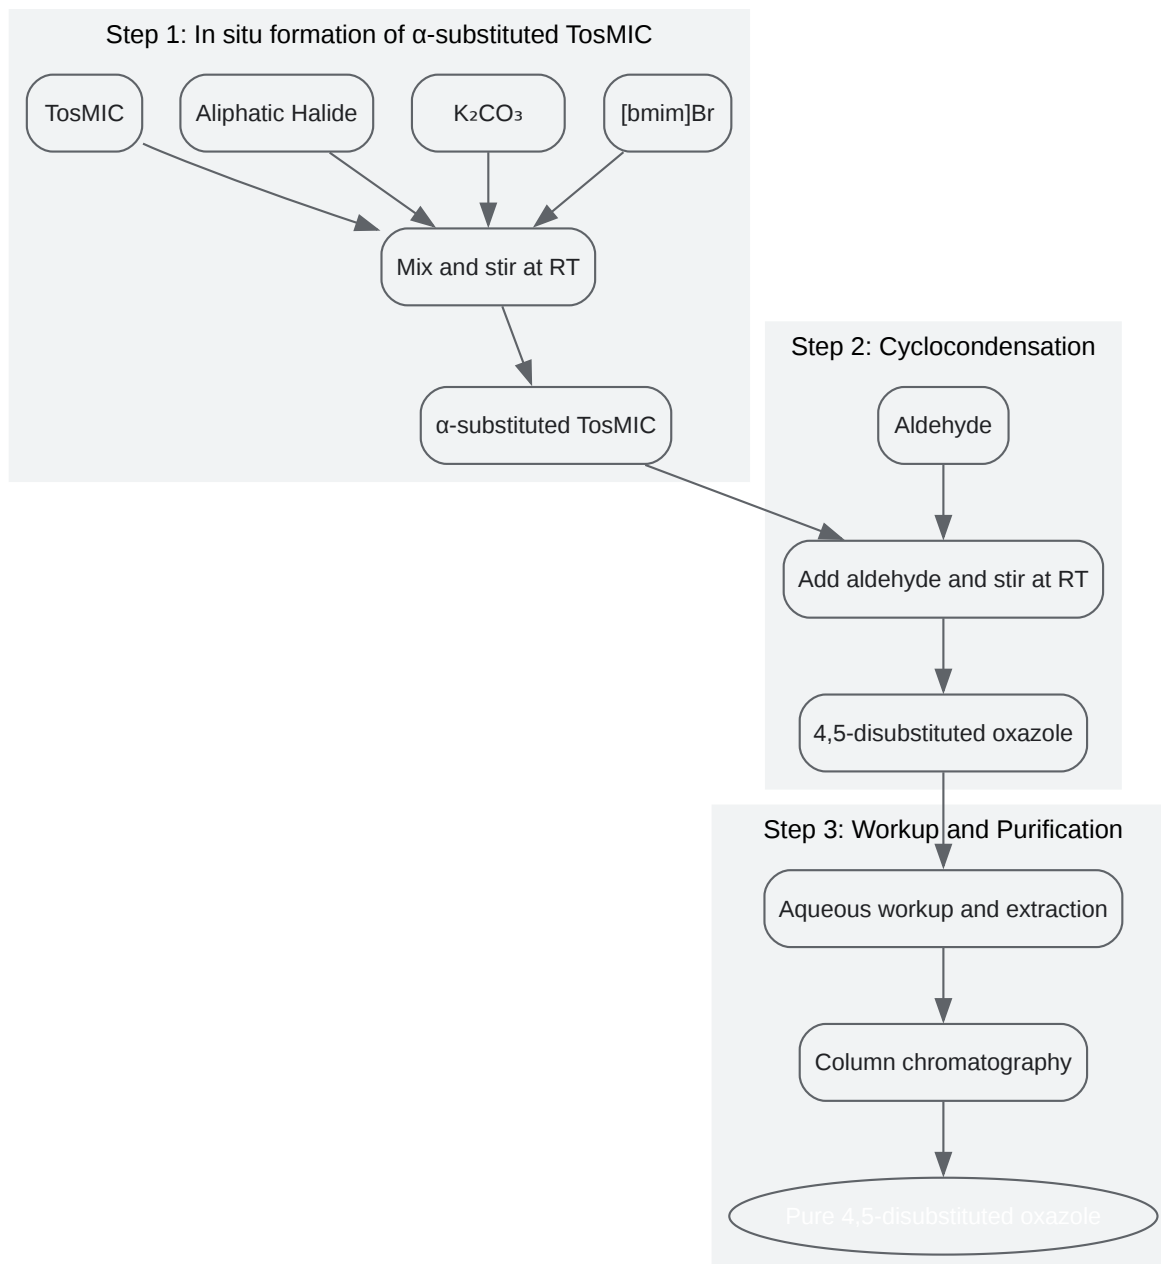 Step 1: In situ formation of α-substituted TosMIC
TosMIC
Aliphatic Halide
K₂CO₃
[bmim]Br
Mix and stir at RT
α-substituted TosMIC
Step 2: Cyclocondensation
Aldehyde
Add aldehyde and stir at RT
4,5-disubstituted oxazole
Step 3: Workup and Purification
Aqueous workup and extraction
Column chromatography
Pure 4,5-disubstituted oxazole